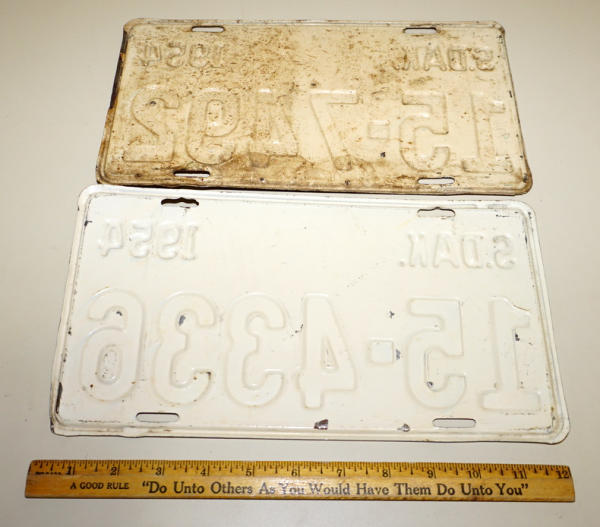 S.DAK. 1954
15-7492
S.DAK. 1954
15-4336
1 2 3 4 5 6 7 8 9 10 11 12
A GOOD RULE "Do Unto Others As You Would Have Them Do Unto You"